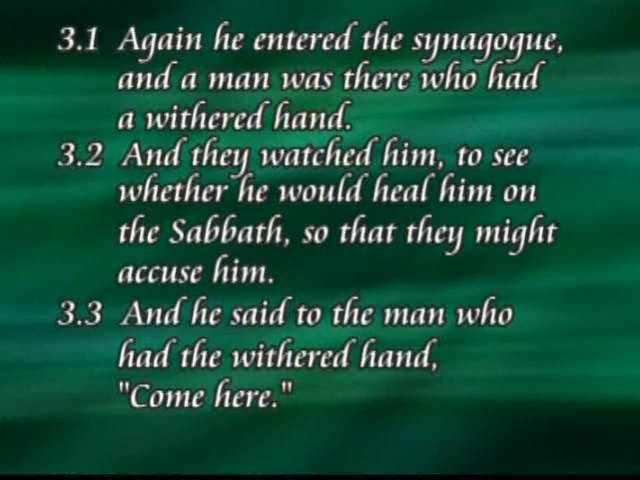 3.1 Again he entered the synagogue,
and a man was there who had
a withered hand.
3.2 And they watched him, to see
whether he would heal him on
the Sabbath, so that they might
accuse him.
3.3 And he said to the man who
had the withered hand,
"Come here."